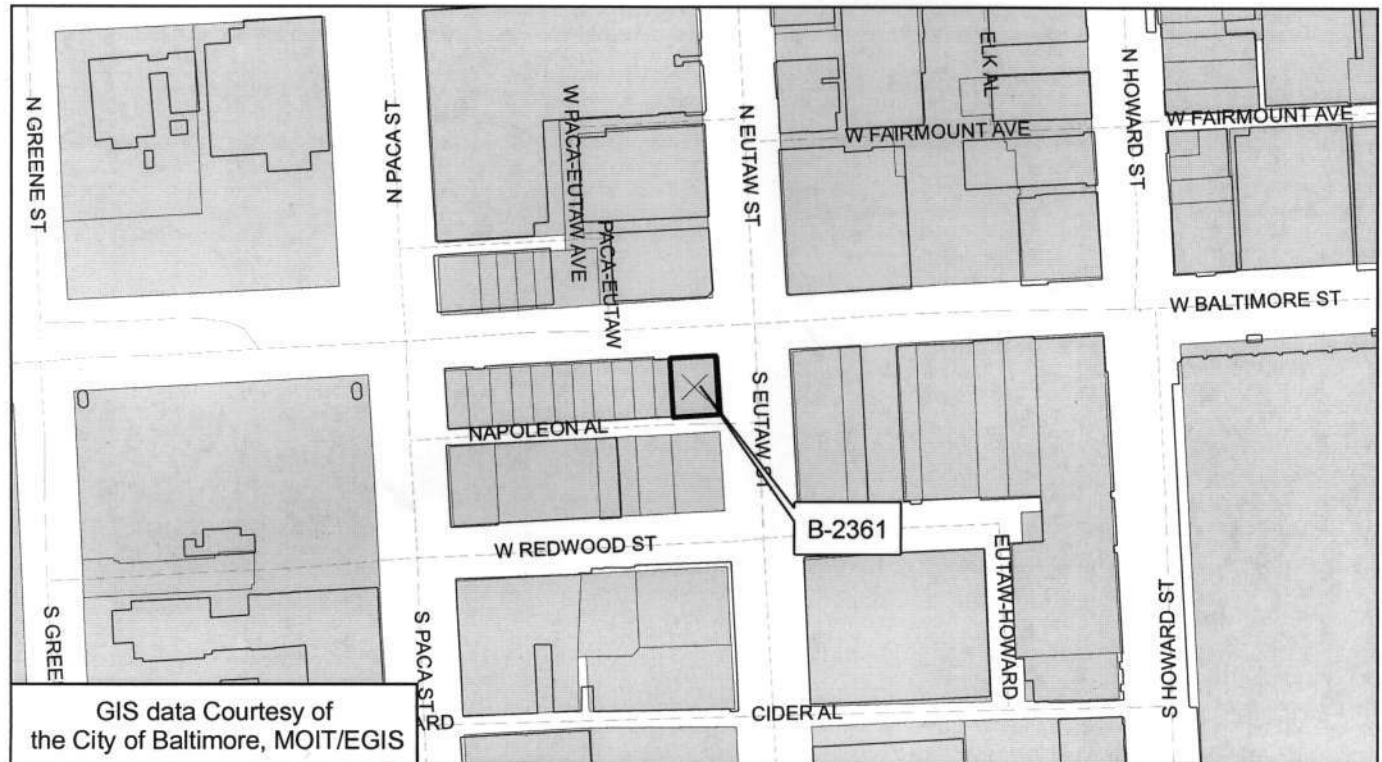 N GREENE ST
N PACA ST
W PACA-EUTAW AVE
PACA-EUTAW
N EUTAW ST
ELK AL
W FAIRMOUNT AVE
N HOWARD ST
W FAIRMOUNT AVE
W BALTIMORE ST
NAPOLEON AL
S EUTAW ST
B-2361
W REDWOOD ST
EUTAW-HOWARD
S HOWARD ST
S GREE
S PACA ST
ARD
CIDER AL
GIS data Courtesy of
the City of Baltimore, MOIT/EGIS